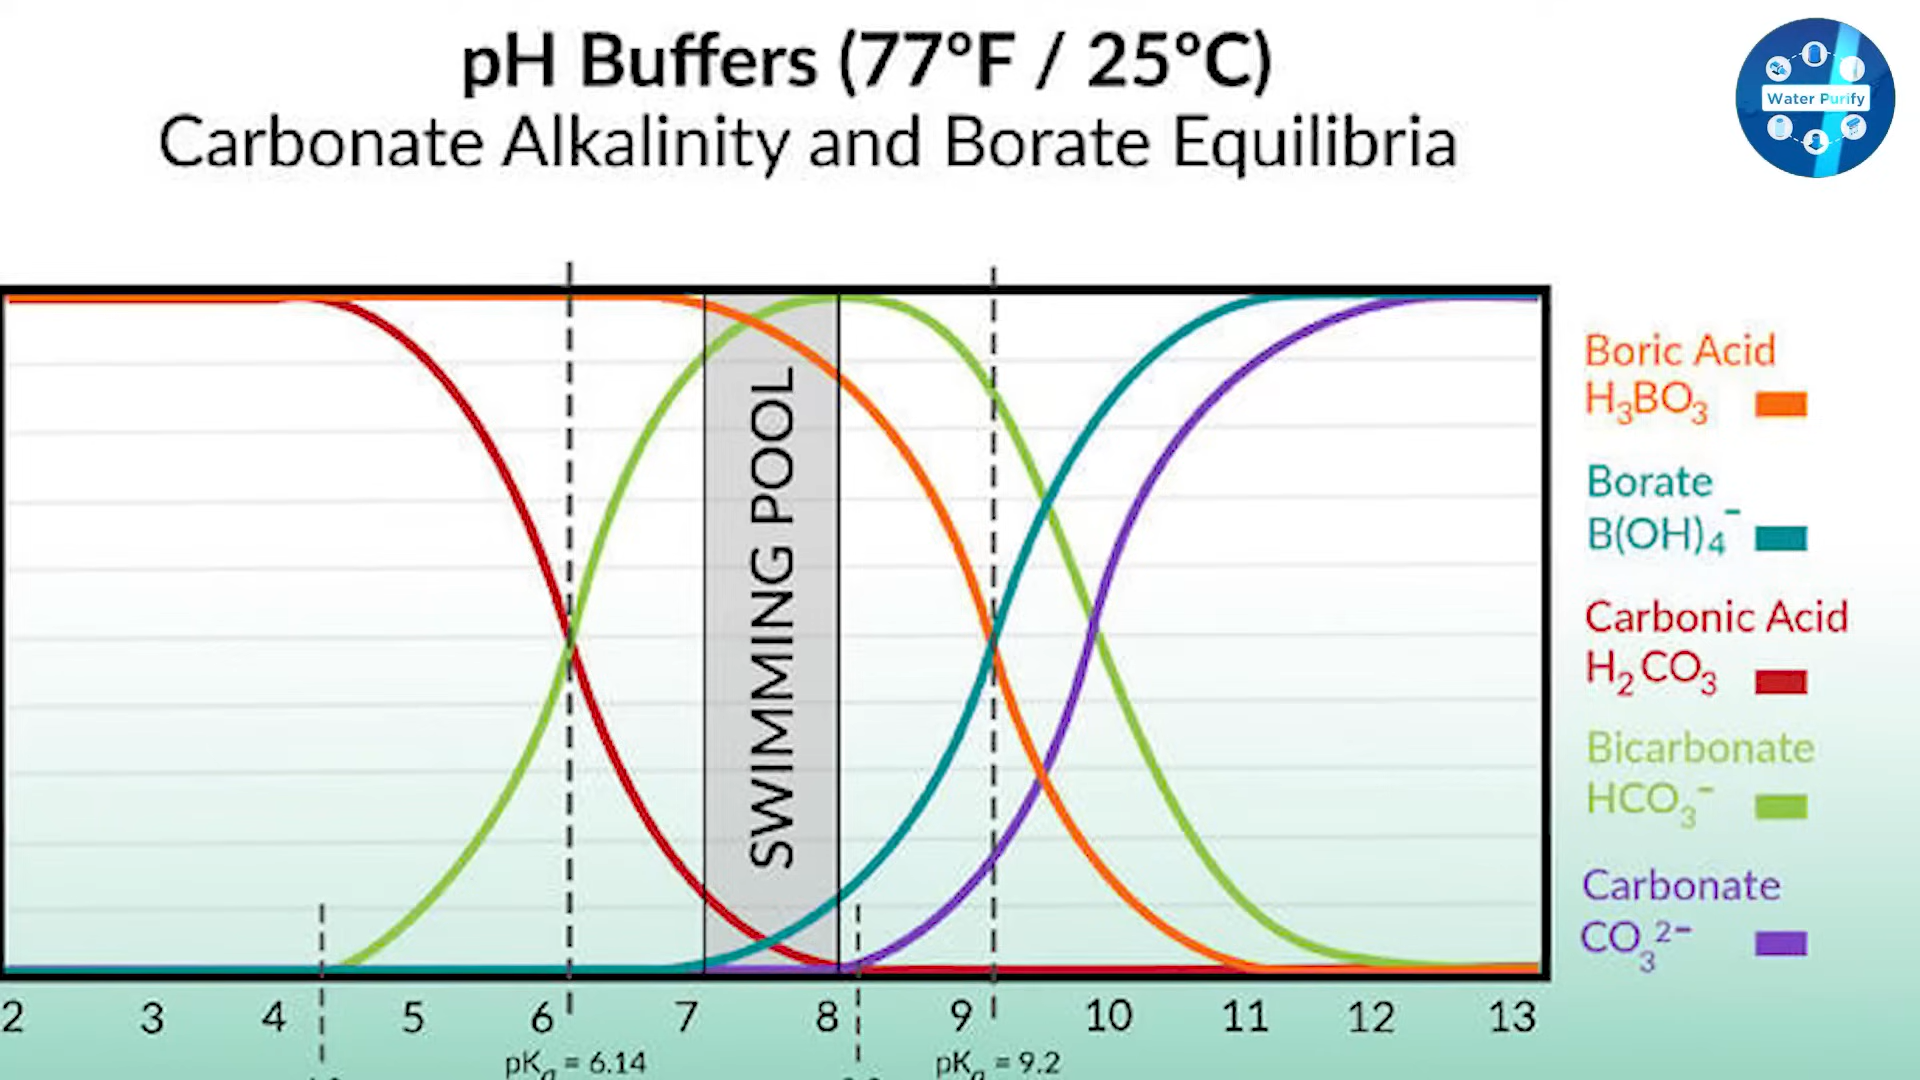 pH Buffers (77°F / 25°C)
Carbonate Alkalinity and Borate Equilibria
Water Purify
SWIMMING POOL
Boric Acid
H₃BO₃
Borate
B(OH)₄⁻
Carbonic Acid
H₂CO₃
Bicarbonate
HCO₃⁻
Carbonate
CO₃²⁻
2 3 4 5 6 7 8 9 10 11 12 13
pKₐ = 6.14 pKₐ = 9.2